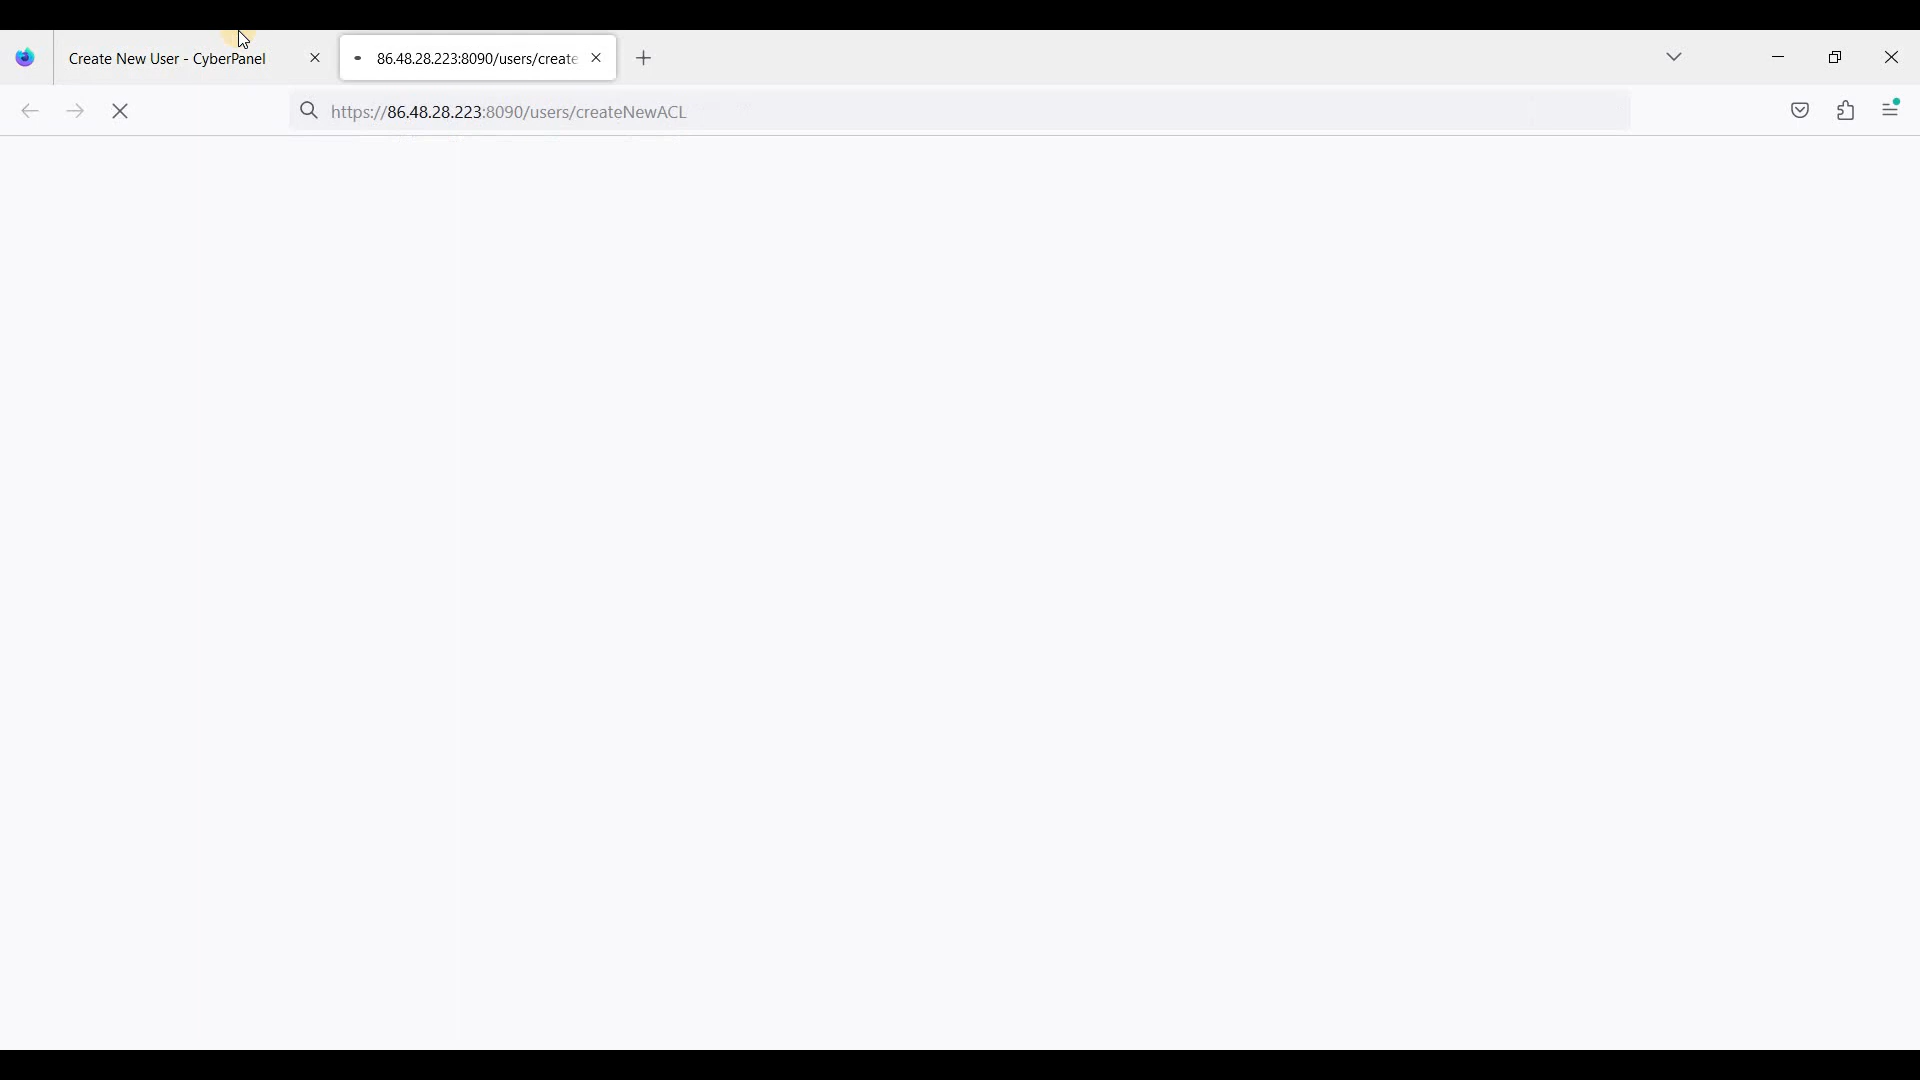 Create New User - CyberPanel
86.48.28.223:8090/users/create
https://86.48.28.223:8090/users/createNewACL